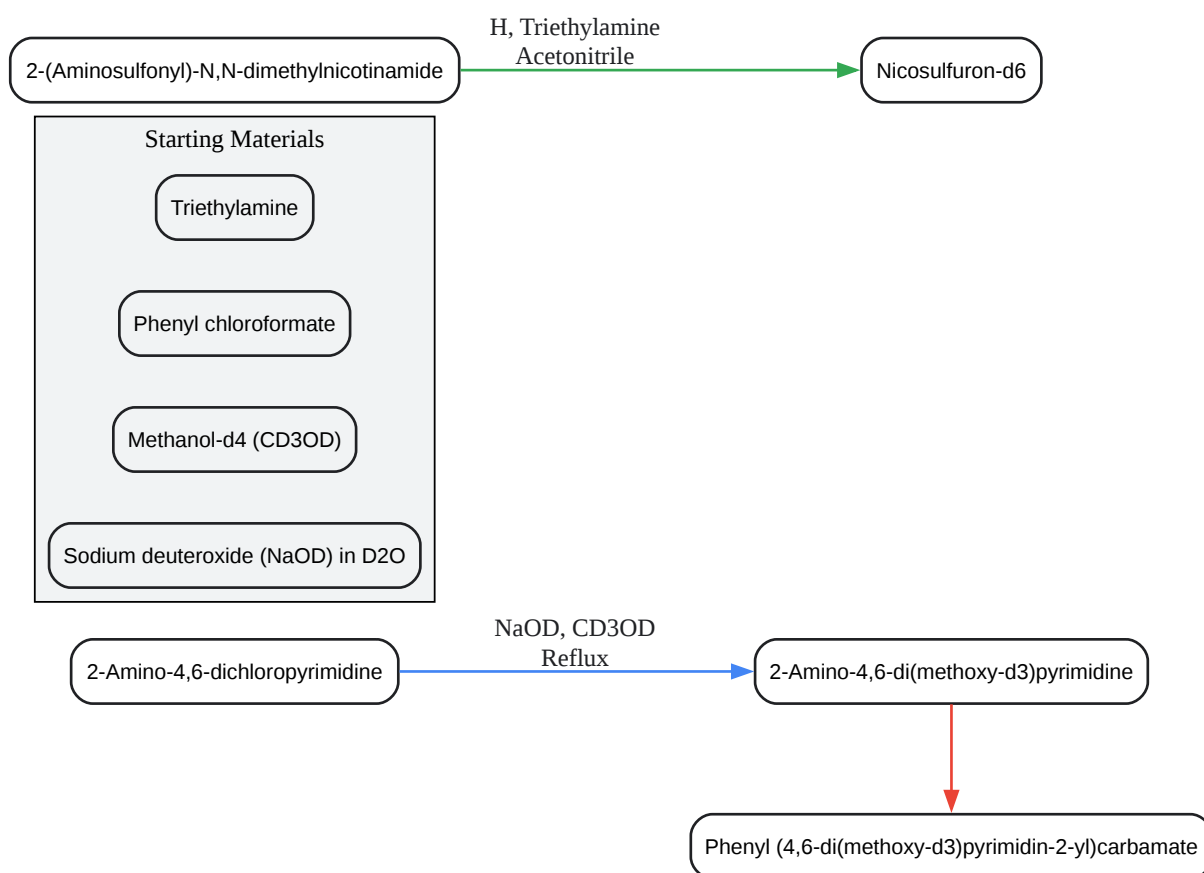 H, Triethylamine
Acetonitrile
2-(Aminosulfonyl)-N,N-dimethylnicotinamide
Nicosulfuron-d6
Starting Materials
Triethylamine
Phenyl chloroformate
Methanol-d4 (CD3OD)
Sodium deuteroxide (NaOD) in D2O
NaOD, CD3OD
Reflux
2-Amino-4,6-dichloropyrimidine
2-Amino-4,6-di(methoxy-d3)pyrimidine
Phenyl (4,6-di(methoxy-d3)pyrimidin-2-yl)carbamate